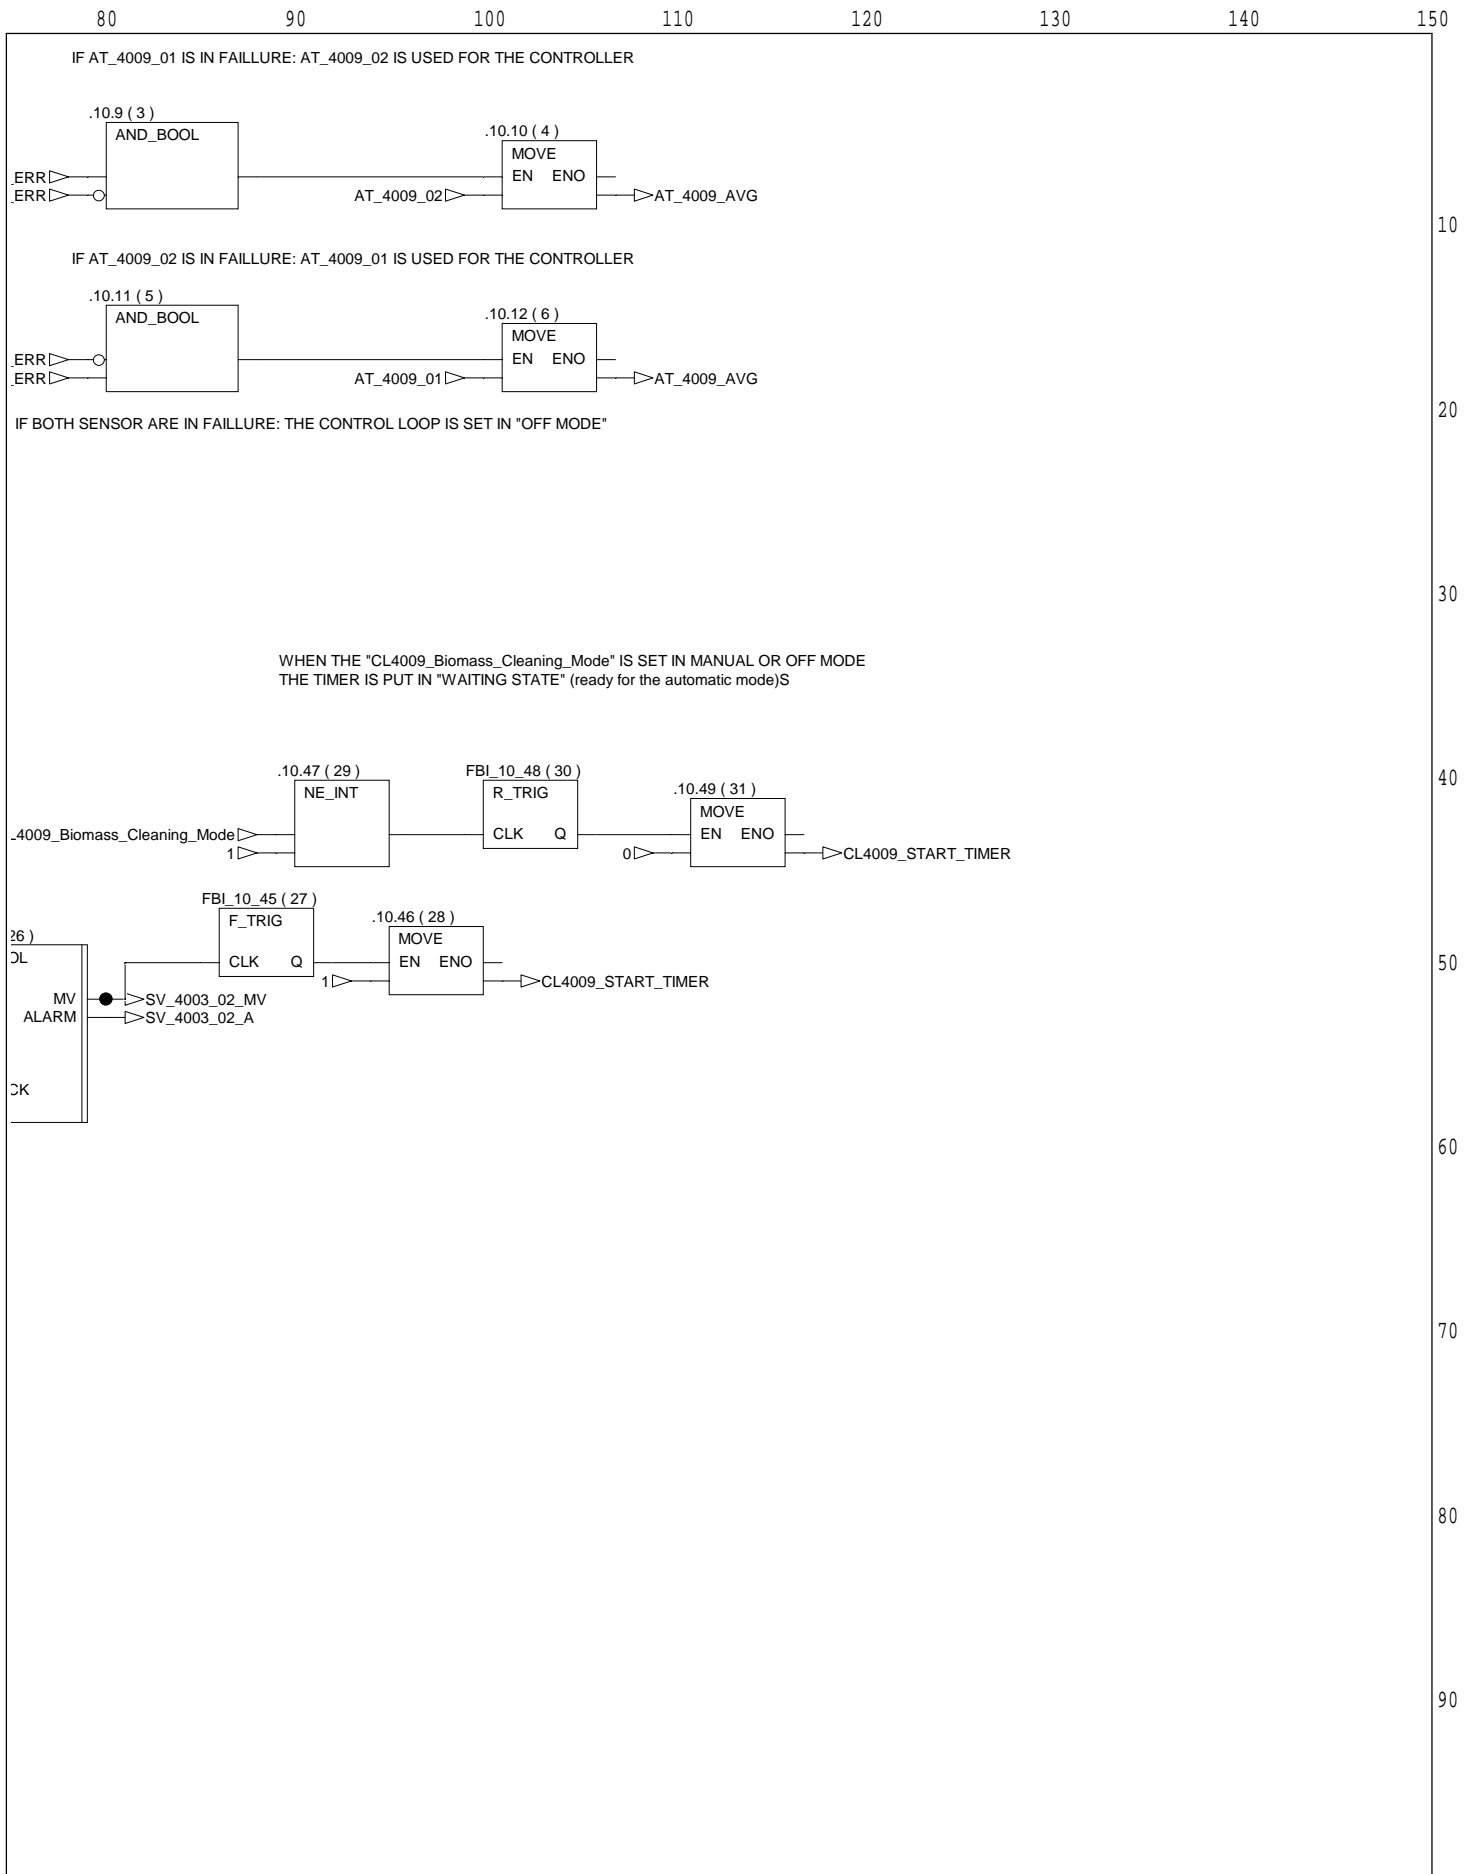 80 90 100 110 120 130 140 150
IF AT_4009_01 IS IN FAILLURE: AT_4009_02 IS USED FOR THE CONTROLLER
.10.9 ( 3 )
AND_BOOL
.10.10 ( 4 )
MOVE
_ERR
EN ENO
_ERR
AT_4009_02
AT_4009_AVG
10
IF AT_4009_02 IS IN FAILLURE: AT_4009_01 IS USED FOR THE CONTROLLER
.10.11 ( 5 )
AND_BOOL
.10.12 ( 6 )
MOVE
_ERR
EN ENO
_ERR
AT_4009_01
AT_4009_AVG
20
IF BOTH SENSOR ARE IN FAILLURE: THE CONTROL LOOP IS SET IN "OFF MODE"
30
WHEN THE "CL4009_Biomass_Cleaning_Mode" IS SET IN MANUAL OR OFF MODE
THE TIMER IS PUT IN "WAITING STATE" (ready for the automatic mode)S
.10.47 ( 29 )
NE_INT
FBI_10_48 ( 30 )
R_TRIG
40
.10.49 ( 31 )
MOVE
L4009_Biomass_Cleaning_Mode
CLK Q
EN ENO
1
0
CL4009_START_TIMER
FBI_10_45 ( 27 )
F_TRIG
.10.46 ( 28 )
MOVE
26 )
OL
CLK Q
EN ENO
50
1
CL4009_START_TIMER
MV
SV_4003_02_MV
ALARM
SV_4003_02_A
CK
60
70
80
90